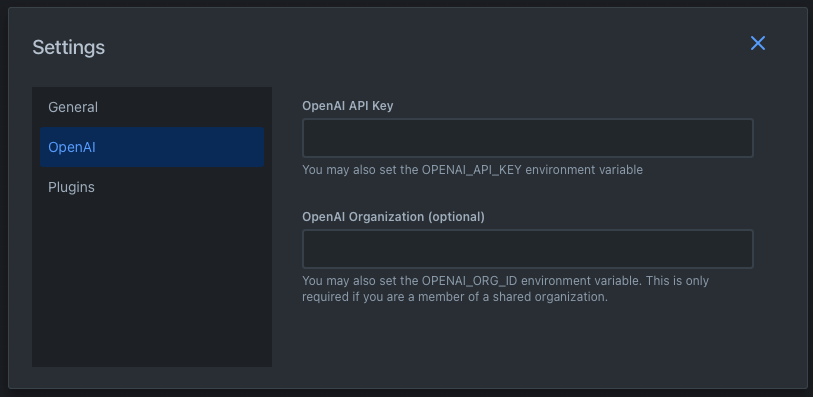 Settings
General
OpenAI
Plugins
OpenAI API Key
You may also set the OPENAI_API_KEY environment variable
OpenAI Organization (optional)
You may also set the OPENAI_ORG_ID environment variable. This is only
required if you are a member of a shared organization.